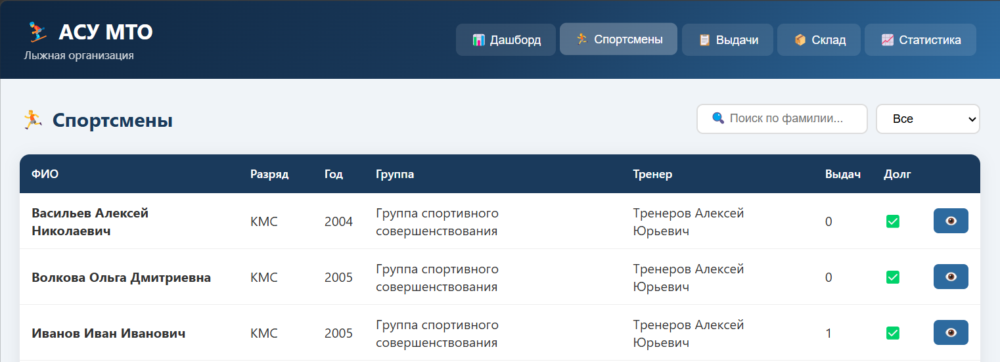 АСУ МТО
Лыжная организация
Дашборд
Спортсмены
Выдачи
Склад
Статистика
Спортсмены
Поиск по фамилии...
Все
ФИО Разряд Год Группа Тренер Выдач Долг
Васильев Алексей Николаевич КМС 2004 Группа спортивного совершенствования Тренеров Алексей Юрьевич 0
Волкова Ольга Дмитриевна КМС 2005 Группа спортивного совершенствования Тренеров Алексей Юрьевич 0
Иванов Иван Иванович КМС 2005 Группа спортивного совершенствования Тренеров Алексей Юрьевич 1